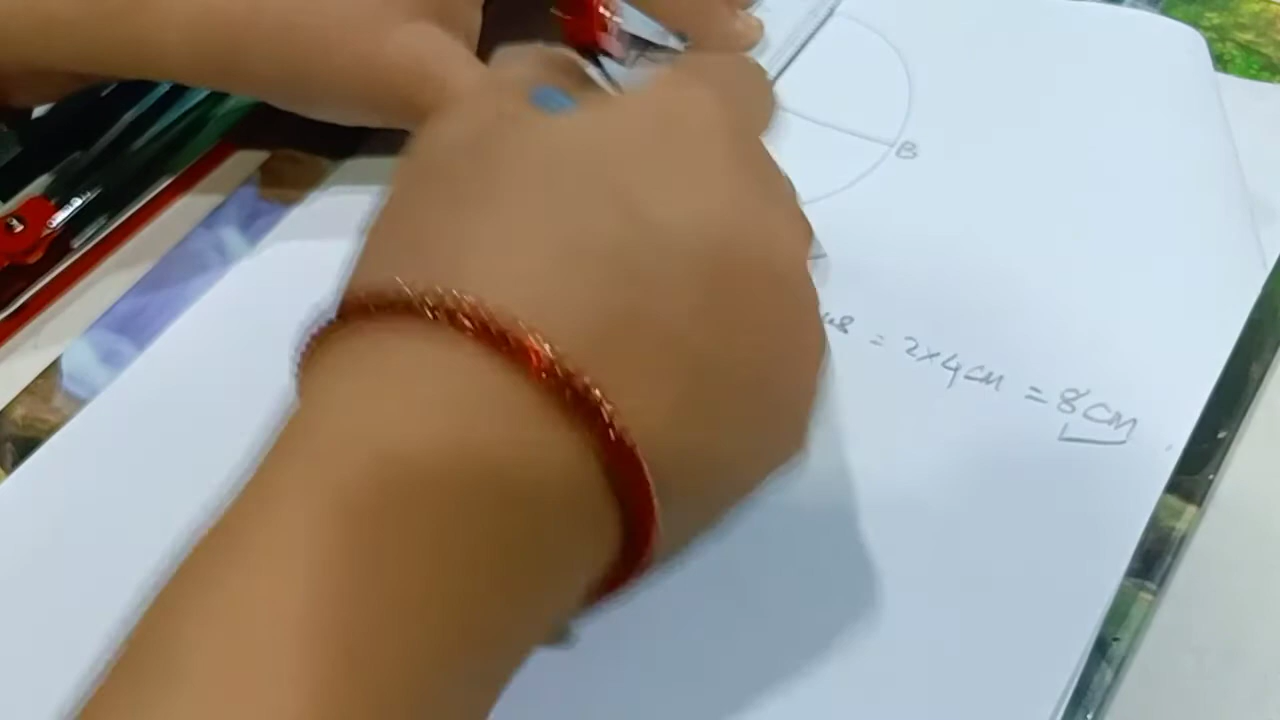 B
= 2×4cm = 8cm